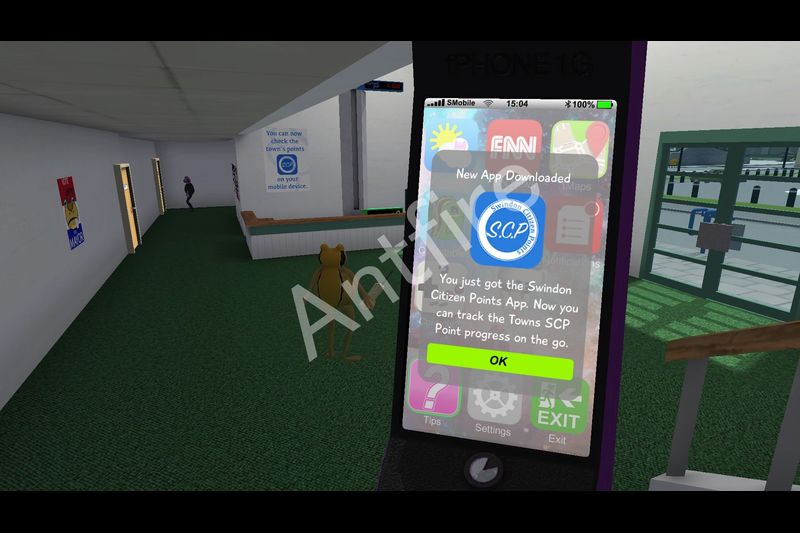 fPHONE 1G
SMobile 15:04 100%
FNN
iMaps
New App Downloaded
Swindon Citizen Points
S.C.P
You just got the Swindon
Citizen Points App. Now you
can track the Towns SCP
Point progress on the go.
OK
?
Tips
Settings
EXIT
Exit
You can now
check the
town's points
on your
mobile device.
Antfire